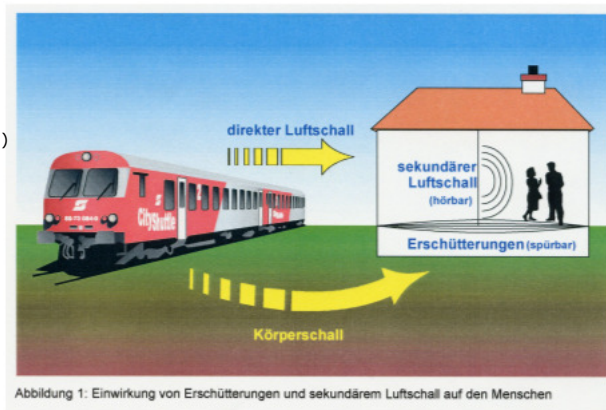 )
direkter Luftschall
sekundärer
Luftschall
(hörbar)
CityShuttle
Erschütterungen (spürbar)
Körperschall
Abbildung 1: Einwirkung von Erschütterungen und sekundärem Luftschall auf den Menschen